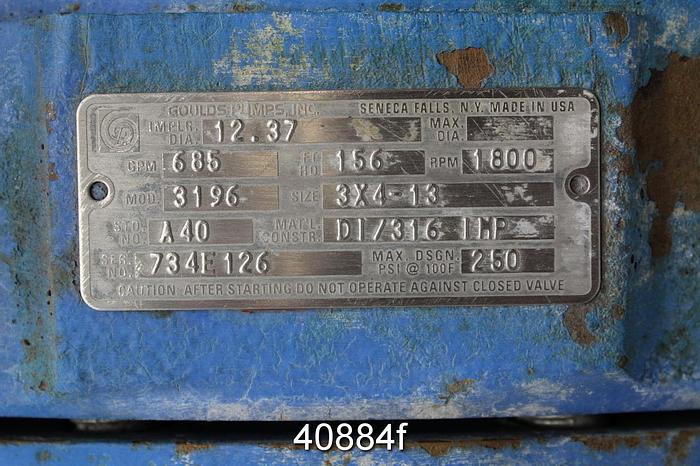 GOULDS PUMPS, INC. SENECA FALLS, N.Y. MADE IN USA
IMPLR. DIA. 12.37 MAX. DIA.
GPM 685 FT HD. 156 RPM 1800
MOD. 3196 SIZE 3X4-13
STD. NO. A40 MAT'L. CONSTR. DI/316 IMP
SER. NO. 734E126 MAX. DSGN. PSI @ 100F 250
CAUTION: AFTER STARTING DO NOT OPERATE AGAINST CLOSED VALVE
40884f